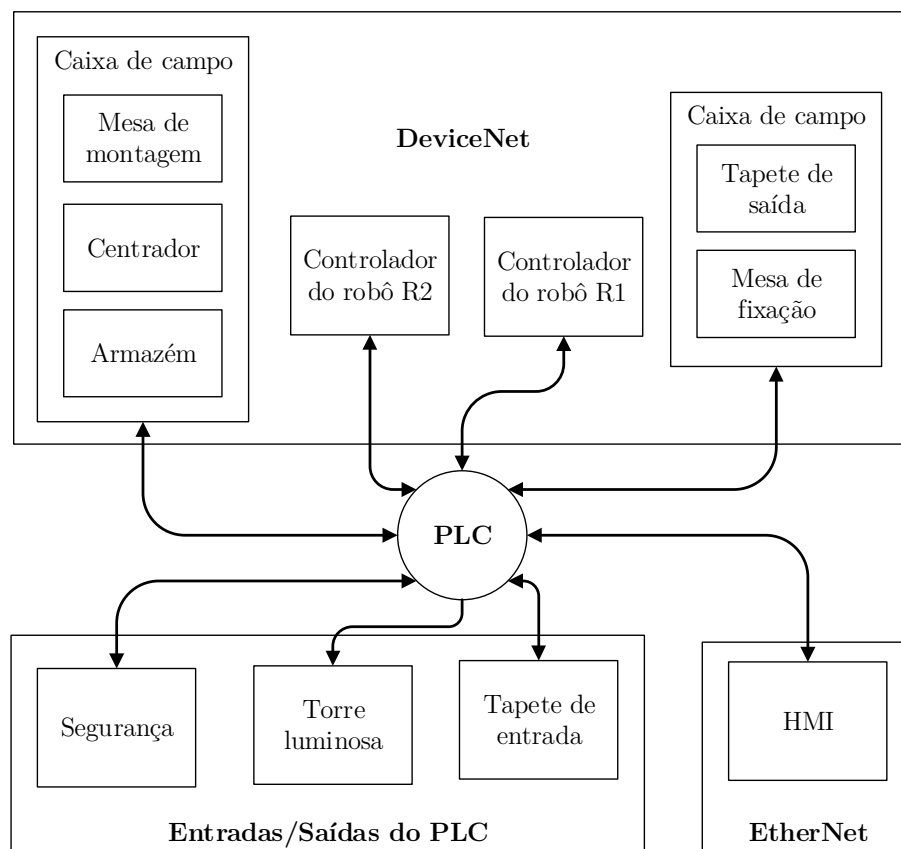 Caixa de campo
Mesa de
montagem
Centrador
Armazém
DeviceNet
Controlador
do robô R2
Controlador
do robô R1
Caixa de campo
Tapete de
saída
Mesa de
fixação
PLC
Segurança
Torre
luminosa
Tapete de
entrada
Entradas/Saídas do PLC
HMI
EtherNet